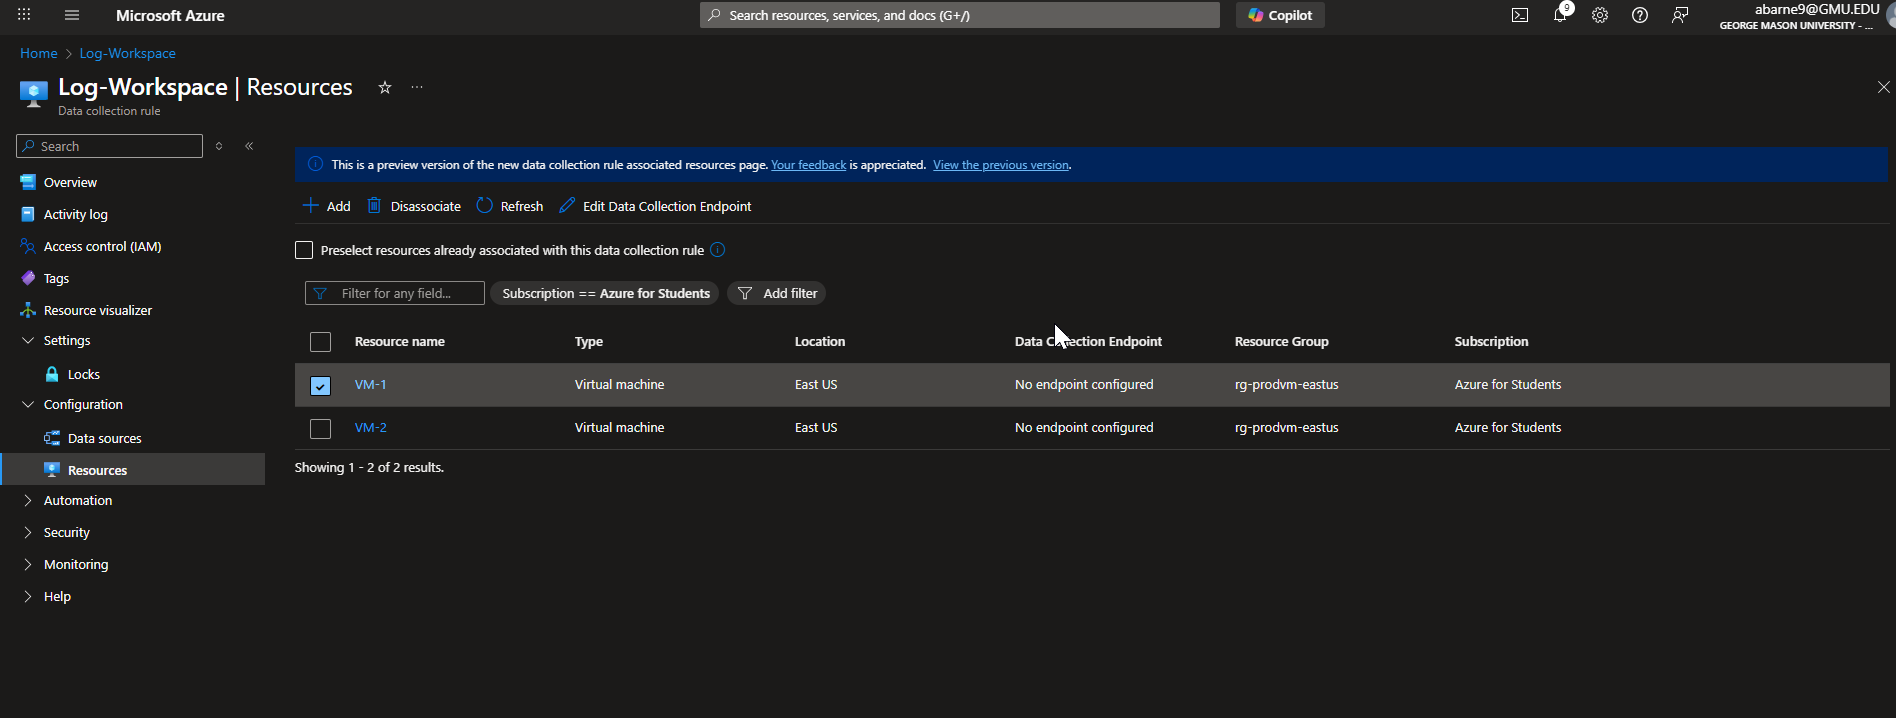 Microsoft Azure
Search resources, services, and docs (G+/)
Copilot
9
abarne9@GMU.EDU
GEORGE MASON UNIVERSITY - ...
Home > Log-Workspace
Log-Workspace | Resources
Data collection rule
Search
Overview
Activity log
Access control (IAM)
Tags
Resource visualizer
Settings
Locks
Configuration
Data sources
Resources
Automation
Security
Monitoring
Help
This is a preview version of the new data collection rule associated resources page. Your feedback is appreciated. View the previous version.
Add Disassociate Refresh Edit Data Collection Endpoint
Preselect resources already associated with this data collection rule
Filter for any field... Subscription == Azure for Students Add filter
Resource name Type Location Data Collection Endpoint Resource Group Subscription
VM-1 Virtual machine East US No endpoint configured rg-prodvm-eastus Azure for Students
VM-2 Virtual machine East US No endpoint configured rg-prodvm-eastus Azure for Students
Showing 1 - 2 of 2 results.